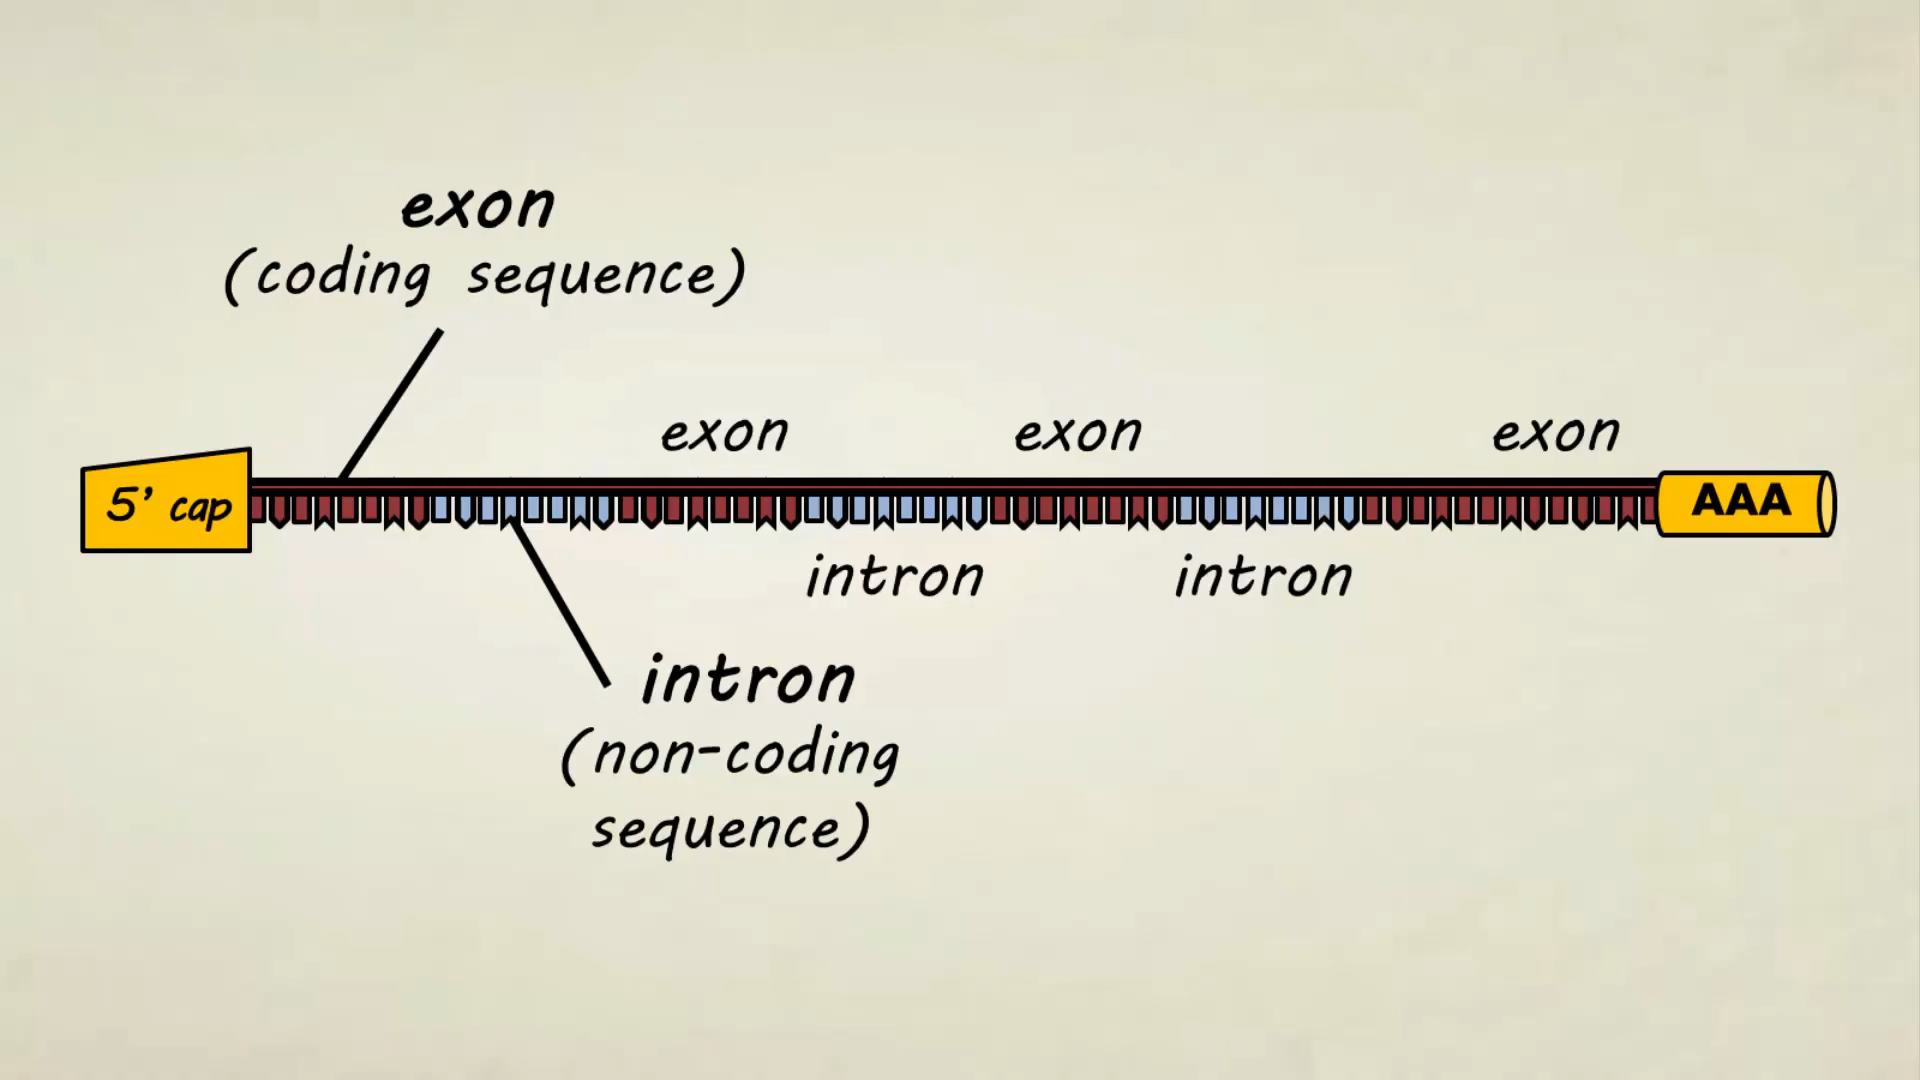 exon
(coding sequence)
exon
exon
exon
5' cap
AAA
intron
intron
intron
(non-coding
sequence)